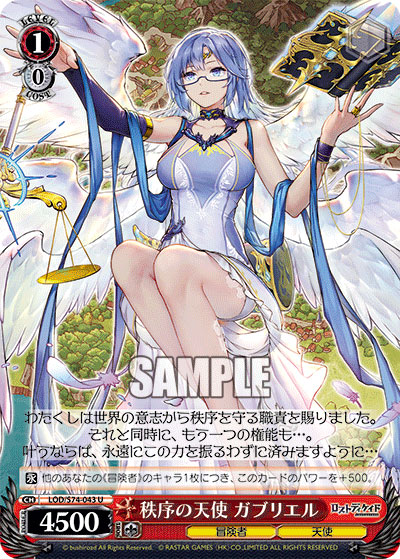 LEVEL
1
0
COST
SAMPLE
わたくしは世界の意志から秩序を守る職責を賜りました。
それと同時に、もう一つの権能も…。
叶うならば、永遠にこの力を振るわずに済みますように…
永 他のあなたの《冒険者》のキャラ1枚につき、このカードのパワーを+500。
CH LOD/S74-043 U
4500
秩序の天使 ガブリエル
ロストディケイド
冒険者 天使
© bushiroad All Rights Reserved. © RASTAR GAMES (HK) CO.,LIMITED ALL RIGHTS RESERVED.